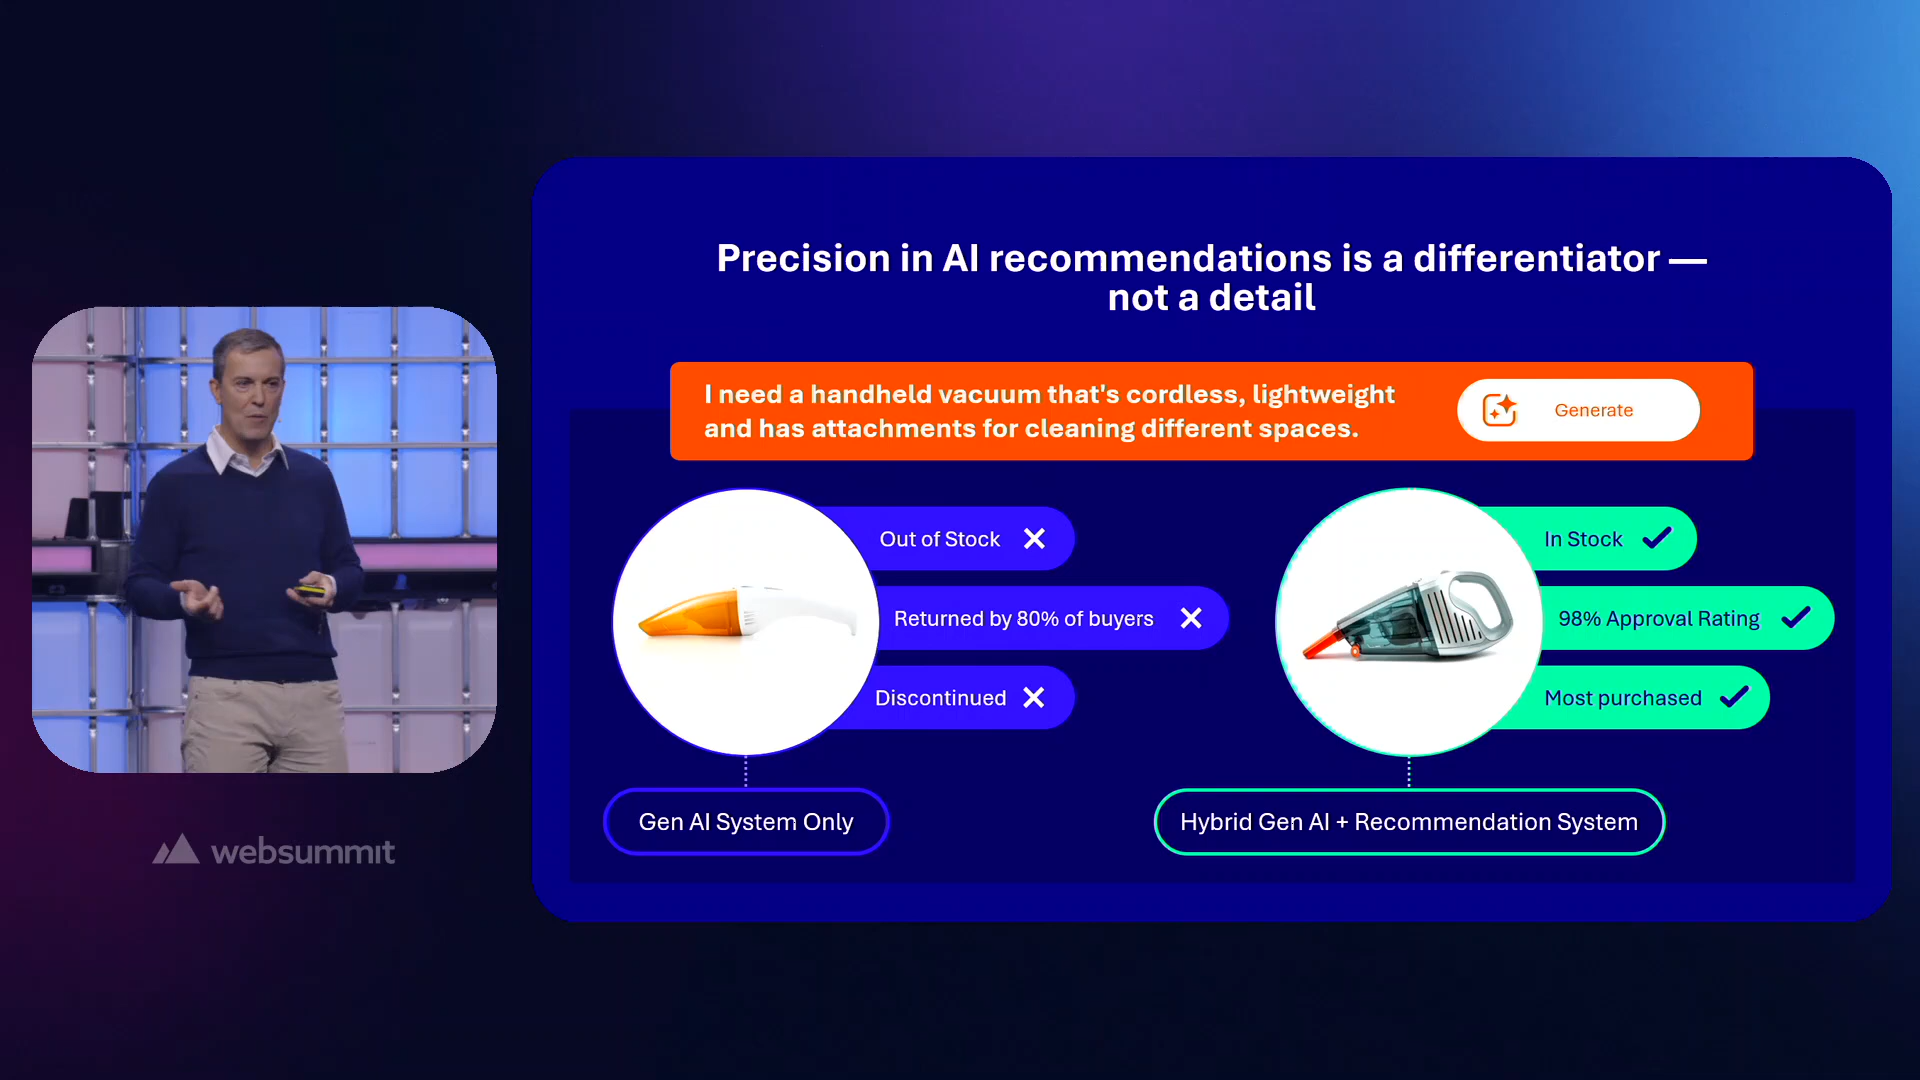 Precision in AI recommendations is a differentiator —
not a detail
I need a handheld vacuum that's cordless, lightweight
and has attachments for cleaning different spaces.
Generate
Out of Stock
Returned by 80% of buyers
Discontinued
Gen AI System Only
In Stock
98% Approval Rating
Most purchased
Hybrid Gen AI + Recommendation System
websummit